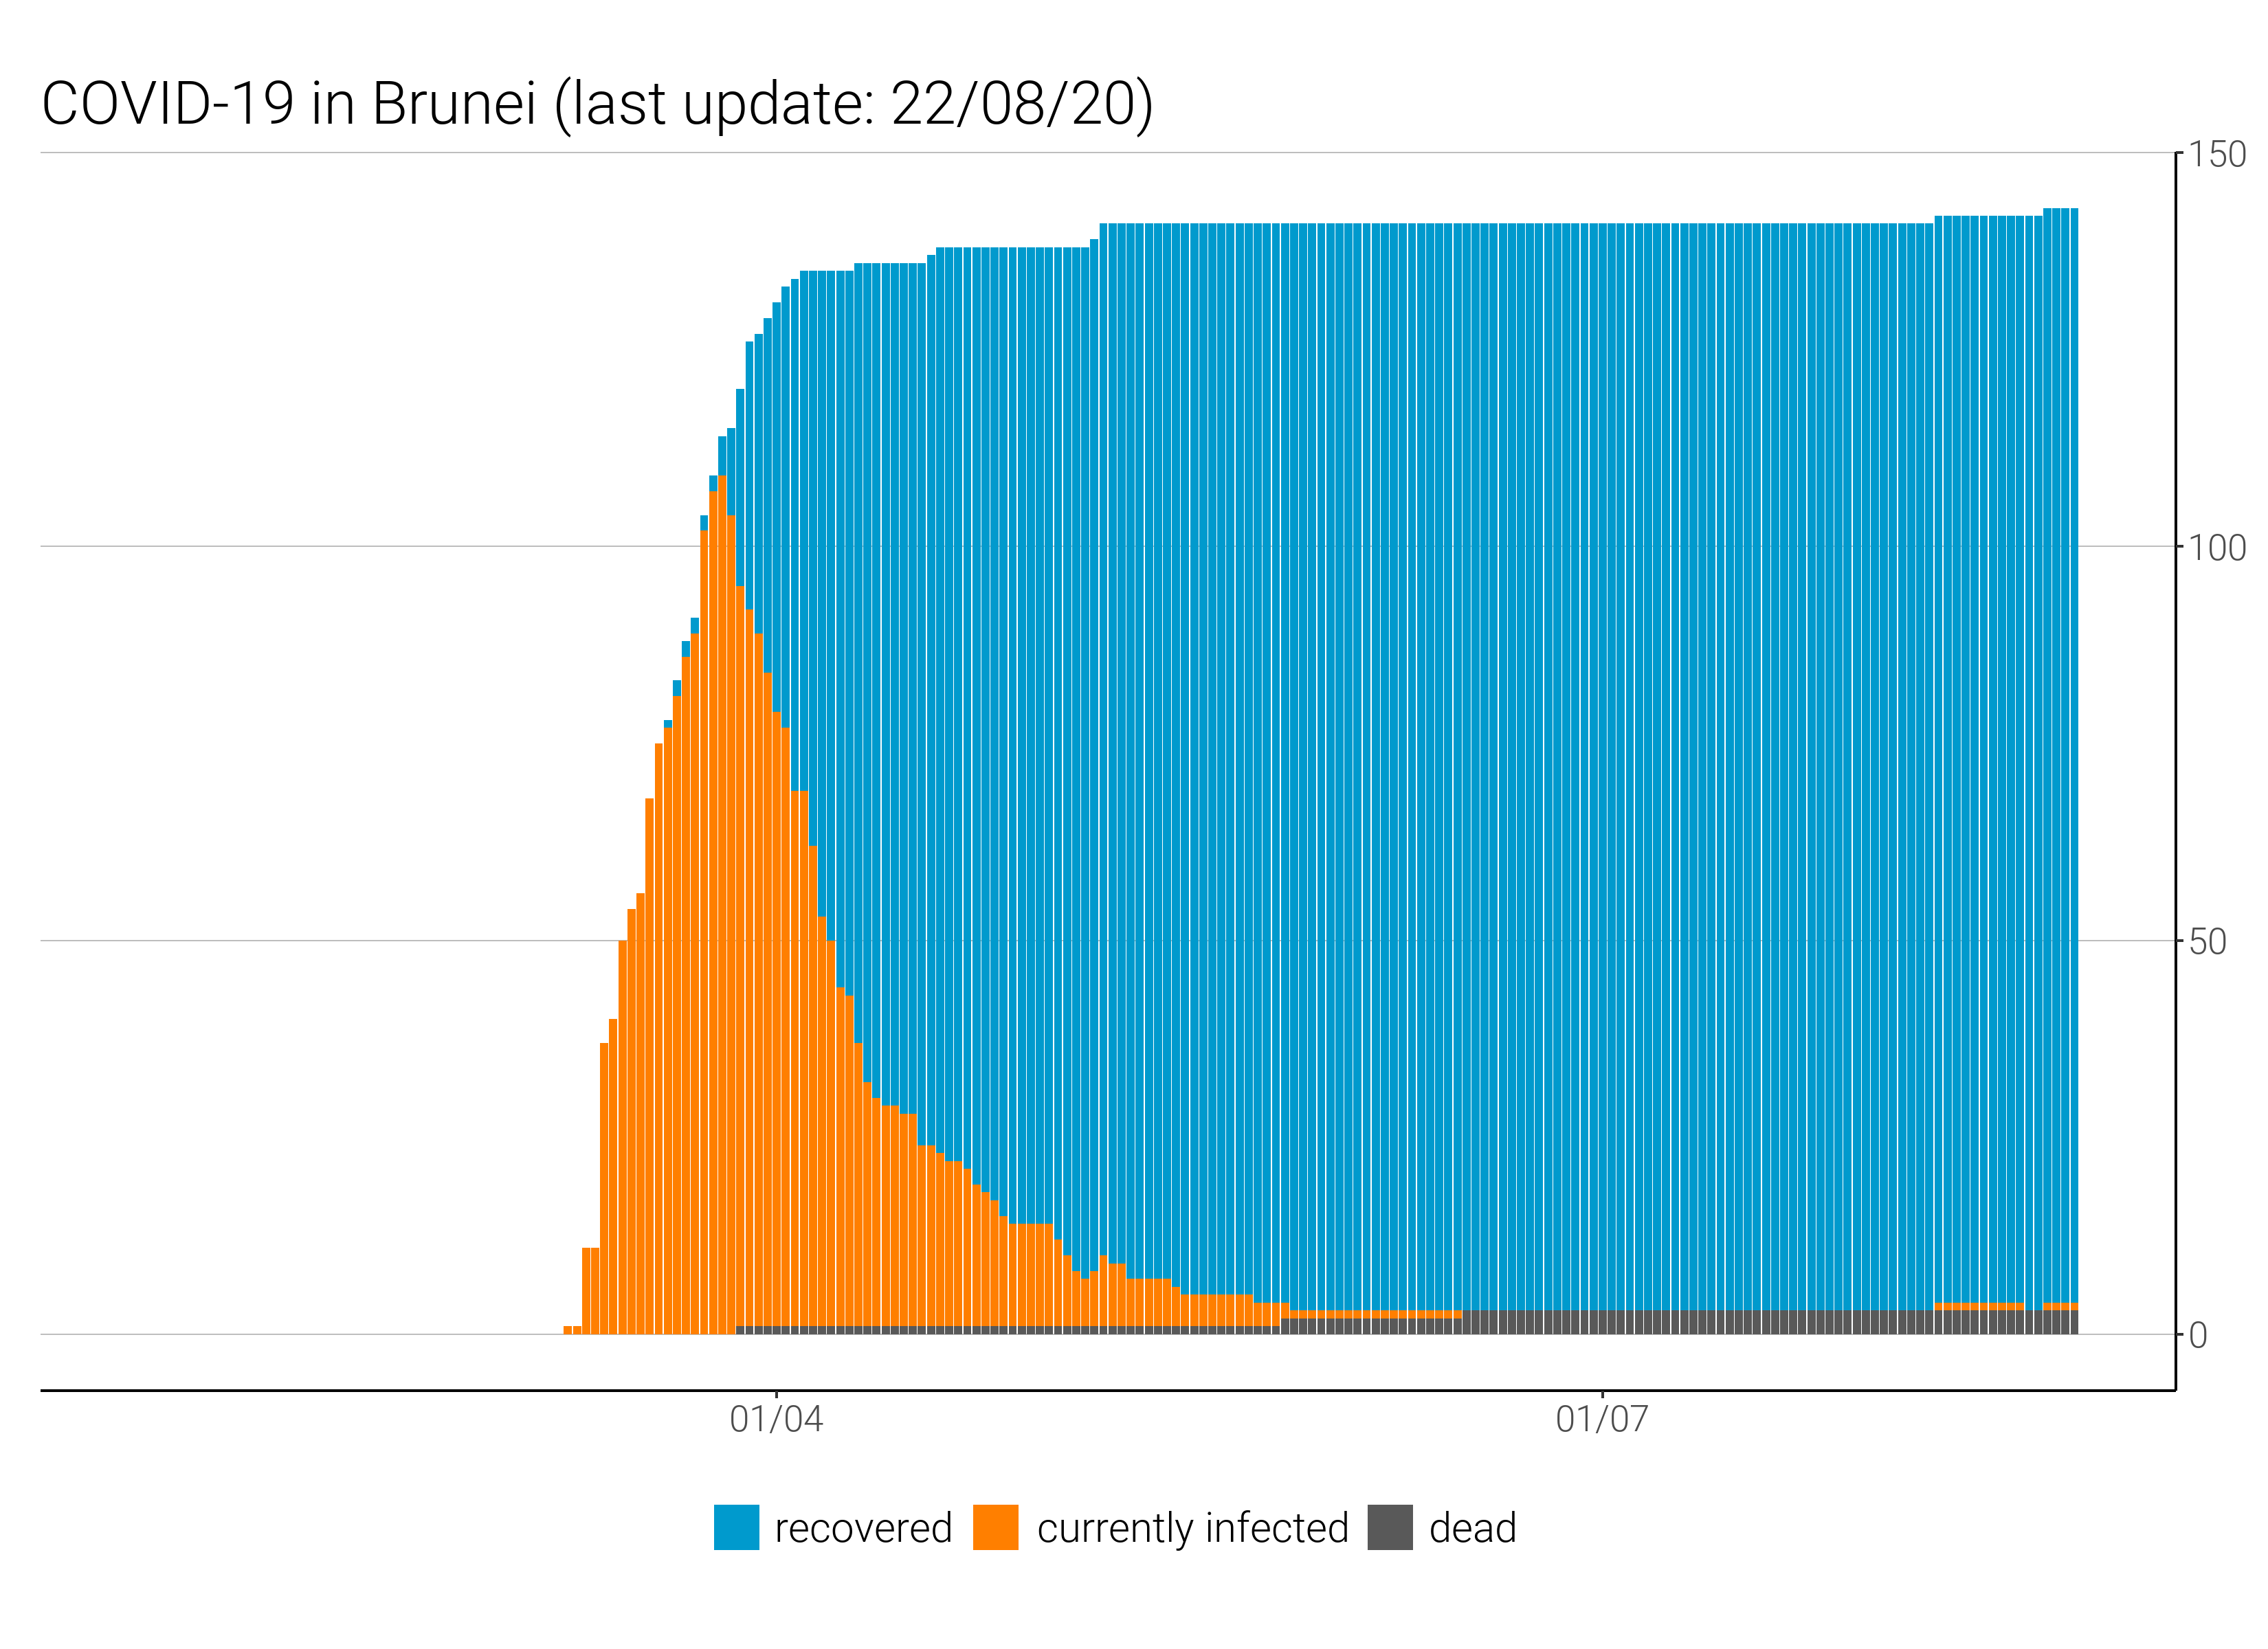 COVID-19 in Brunei (last update: 22/08/20)
150
100
50
0
01/04 01/07
recovered currently infected dead